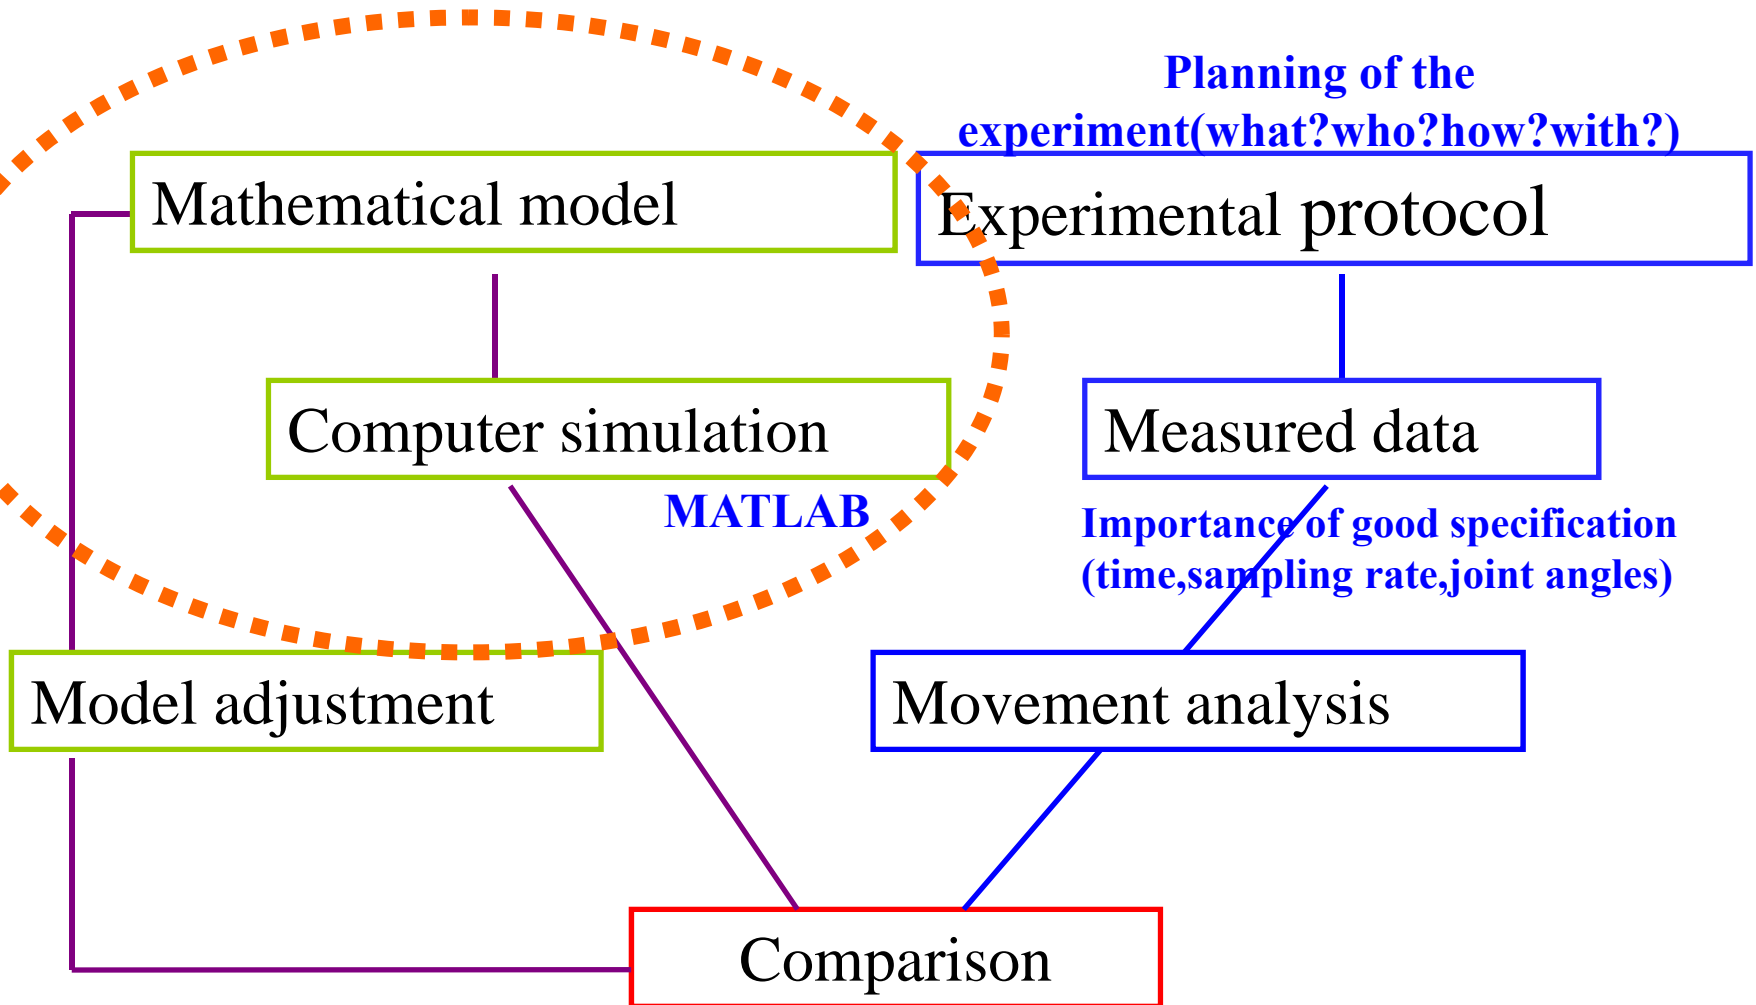 Planning of the
experiment(what?who?how?with?)
Mathematical model
Experimental protocol
Computer simulation
Measured data
MATLAB
Importance of good specification
(time,sampling rate,joint angles)
Model adjustment
Movement analysis
Comparison